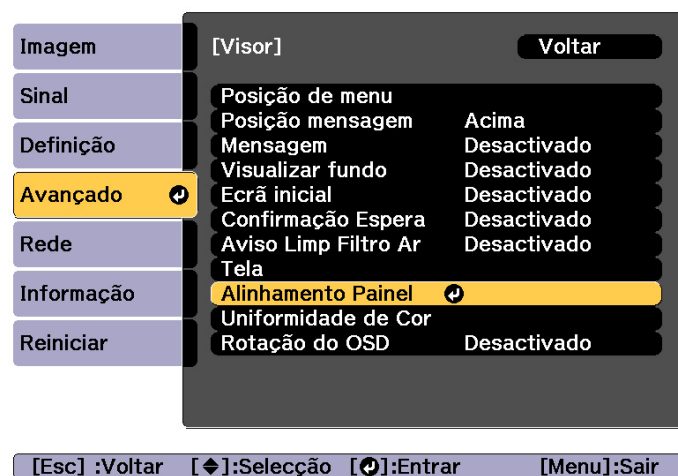 Imagem
Sinal
Definição
Avançado
Rede
Informação
Reiniciar
[Visor] Voltar
Posição de menu
Posição mensagem Acima
Mensagem Desactivado
Visualizar fundo Desactivado
Ecrã inicial Desactivado
Confirmação Espera Desactivado
Aviso Limp Filtro Ar Desactivado
Tela
Alinhamento Painel
Uniformidade de Cor
Rotação do OSD Desactivado
[Esc] :Voltar [◆]:Selecção [↵]:Entrar [Menu]:Sair